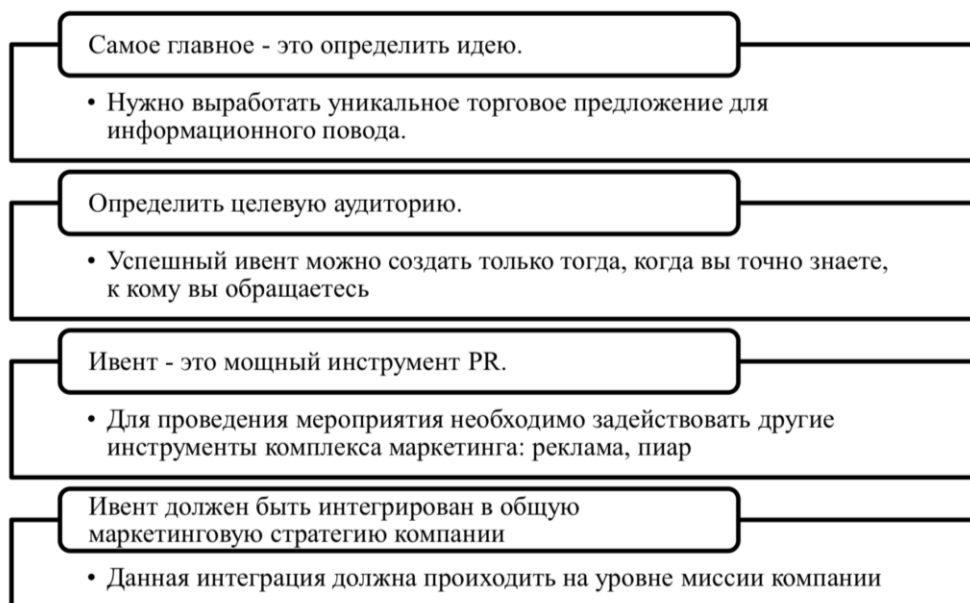 Самое главное - это определить идею.
• Нужно выработать уникальное торговое предложение для
информационного повода.
Определить целевую аудиторию.
• Успешный ивент можно создать только тогда, когда вы точно знаете,
к кому вы обращаетесь
Ивент - это мощный инструмент PR.
• Для проведения мероприятия необходимо задействовать другие
инструменты комплекса маркетинга: реклама, пиар
Ивент должен быть интегрирован в общую
маркетинговую стратегию компании
• Данная интеграция должна проиходить на уровне миссии компании